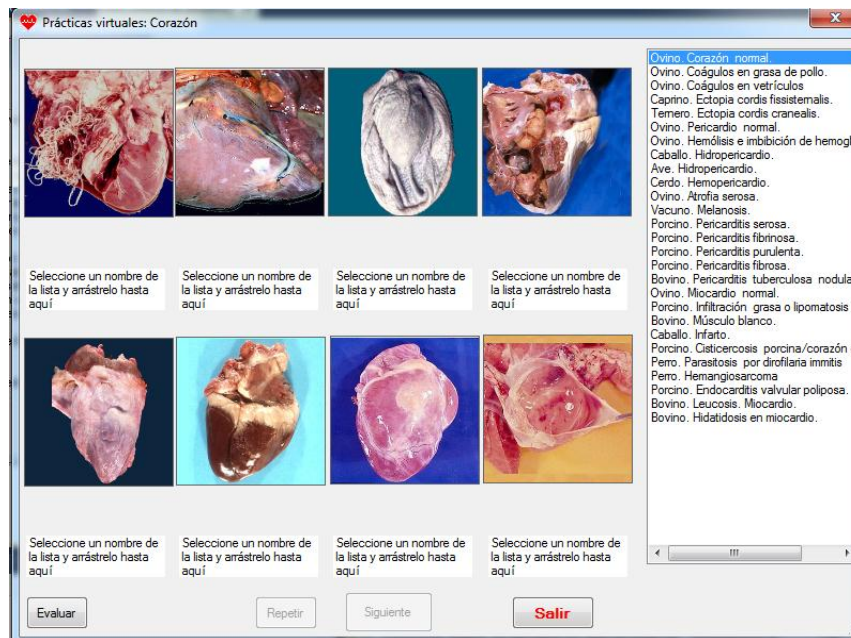 Prácticas virtuales: Corazón
Seleccione un nombre de
la lista y arrástrelo hasta
aquí
Seleccione un nombre de
la lista y arrástrelo hasta
aquí
Seleccione un nombre de
la lista y arrástrelo hasta
aquí
Seleccione un nombre de
la lista y arrástrelo hasta
aquí
Seleccione un nombre de
la lista y arrástrelo hasta
aquí
Seleccione un nombre de
la lista y arrástrelo hasta
aquí
Seleccione un nombre de
la lista y arrástrelo hasta
aquí
Seleccione un nombre de
la lista y arrástrelo hasta
aquí
Ovino. Corazón normal.
Ovino. Coágulos en grasa de pollo.
Ovino. Coágulos en vetrículos
Caprino. Ectopia cordis fissisternalis.
Ternero. Ectopia cordis cranealis.
Ovino. Pericardio normal.
Ovino. Hemólisis e imbibición de hemogl
Caballo. Hidropericardio.
Ave. Hidropericardio.
Cerdo. Hemopericardio.
Ovino. Atrofia serosa.
Vacuno. Melanosis.
Porcino. Pericarditis serosa.
Porcino. Pericarditis fibrinosa.
Porcino. Pericarditis purulenta.
Porcino. Pericarditis fibrosa.
Bovino. Pericarditis tuberculosa nodula
Ovino. Miocardio normal.
Porcino. Infiltración grasa o lipomatosis
Bovino. Músculo blanco.
Caballo. Infarto.
Porcino. Cisticercosis porcina/corazón
Perro. Parasitosis por dirofilaria immitis
Perro. Hemangiosarcoma
Porcino. Endocarditis valvular poliposa.
Bovino. Leucosis. Miocardio.
Bovino. Hidatidosis en miocardio.
Evaluar
Repetir
Siguiente
Salir